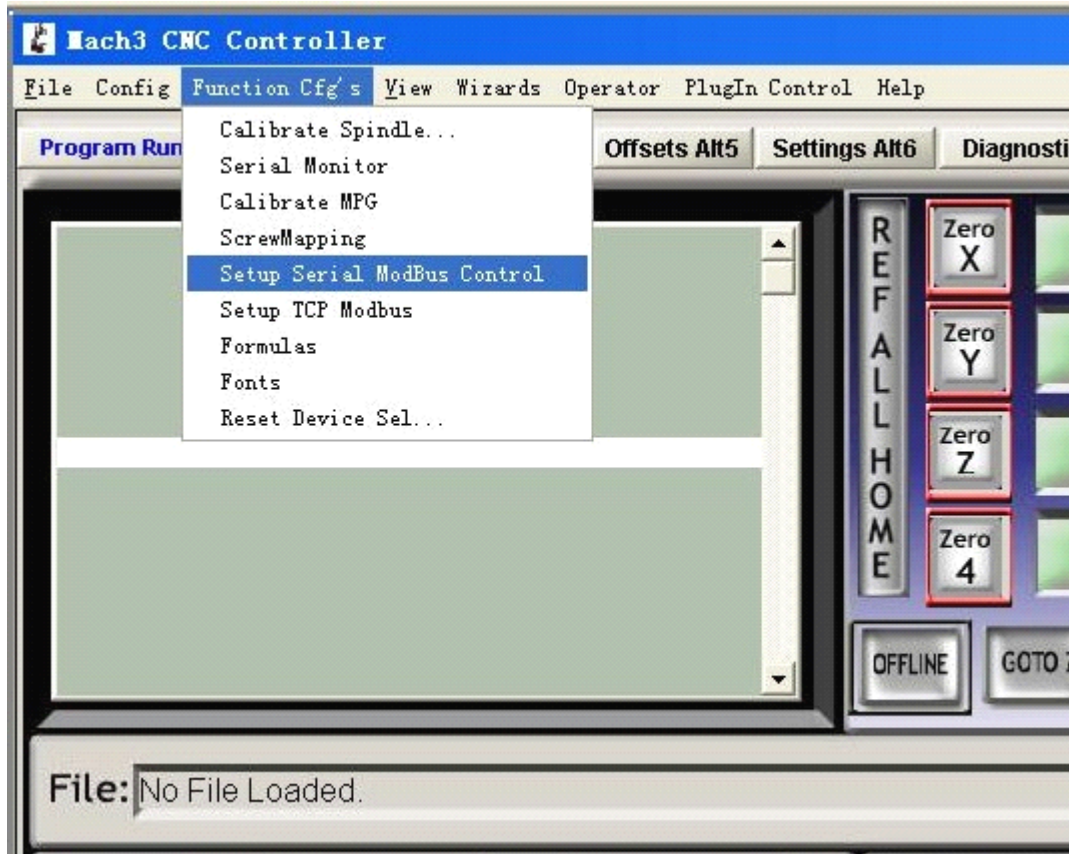 Mach3 CNC Controller
File Config Function Cfg's View Wizards Operator PlugIn Control Help
Program Run Offsets Alt5 Settings Alt6 Diagnosti
Calibrate Spindle...
Serial Monitor
Calibrate MPG
ScrewMapping
Setup Serial ModBus Control
Setup TCP Modbus
Formulas
Fonts
Reset Device Sel...
REF ALL HOME
Zero
X
Zero
Y
Zero
Z
Zero
4
OFFLINE GOTO
File: No File Loaded.